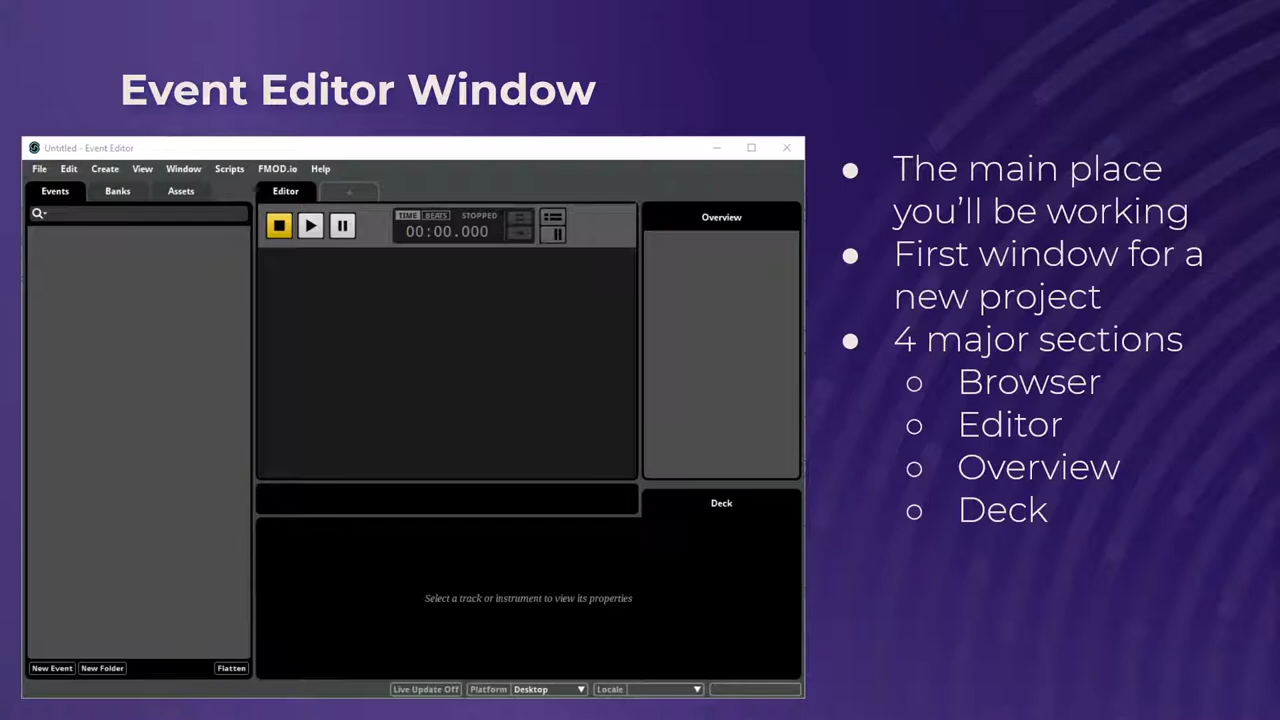 Event Editor Window
Untitled - Event Editor
File Edit Create View Window Scripts FMOD.io Help
Events Banks Assets Editor +
TIME BEATS STOPPED
00:00.000
Overview
Deck
Select a track or instrument to view its properties
New Event New Folder Flatten
Live Update Off Platform Desktop Locale
● The main place
you’ll be working
● First window for a
new project
● 4 major sections
○ Browser
○ Editor
○ Overview
○ Deck